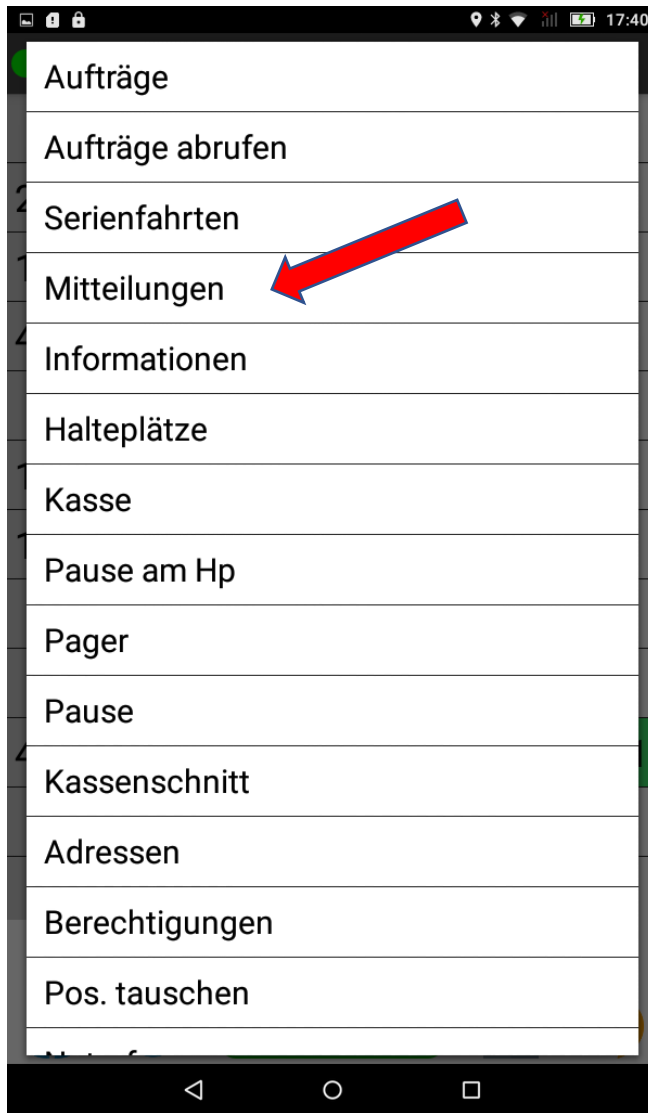 17:40
Aufträge
Aufträge abrufen
Serienfahrten
Mitteilungen
Informationen
Halteplätze
Kasse
Pause am Hp
Pager
Pause
Kassenschnitt
Adressen
Berechtigungen
Pos. tauschen